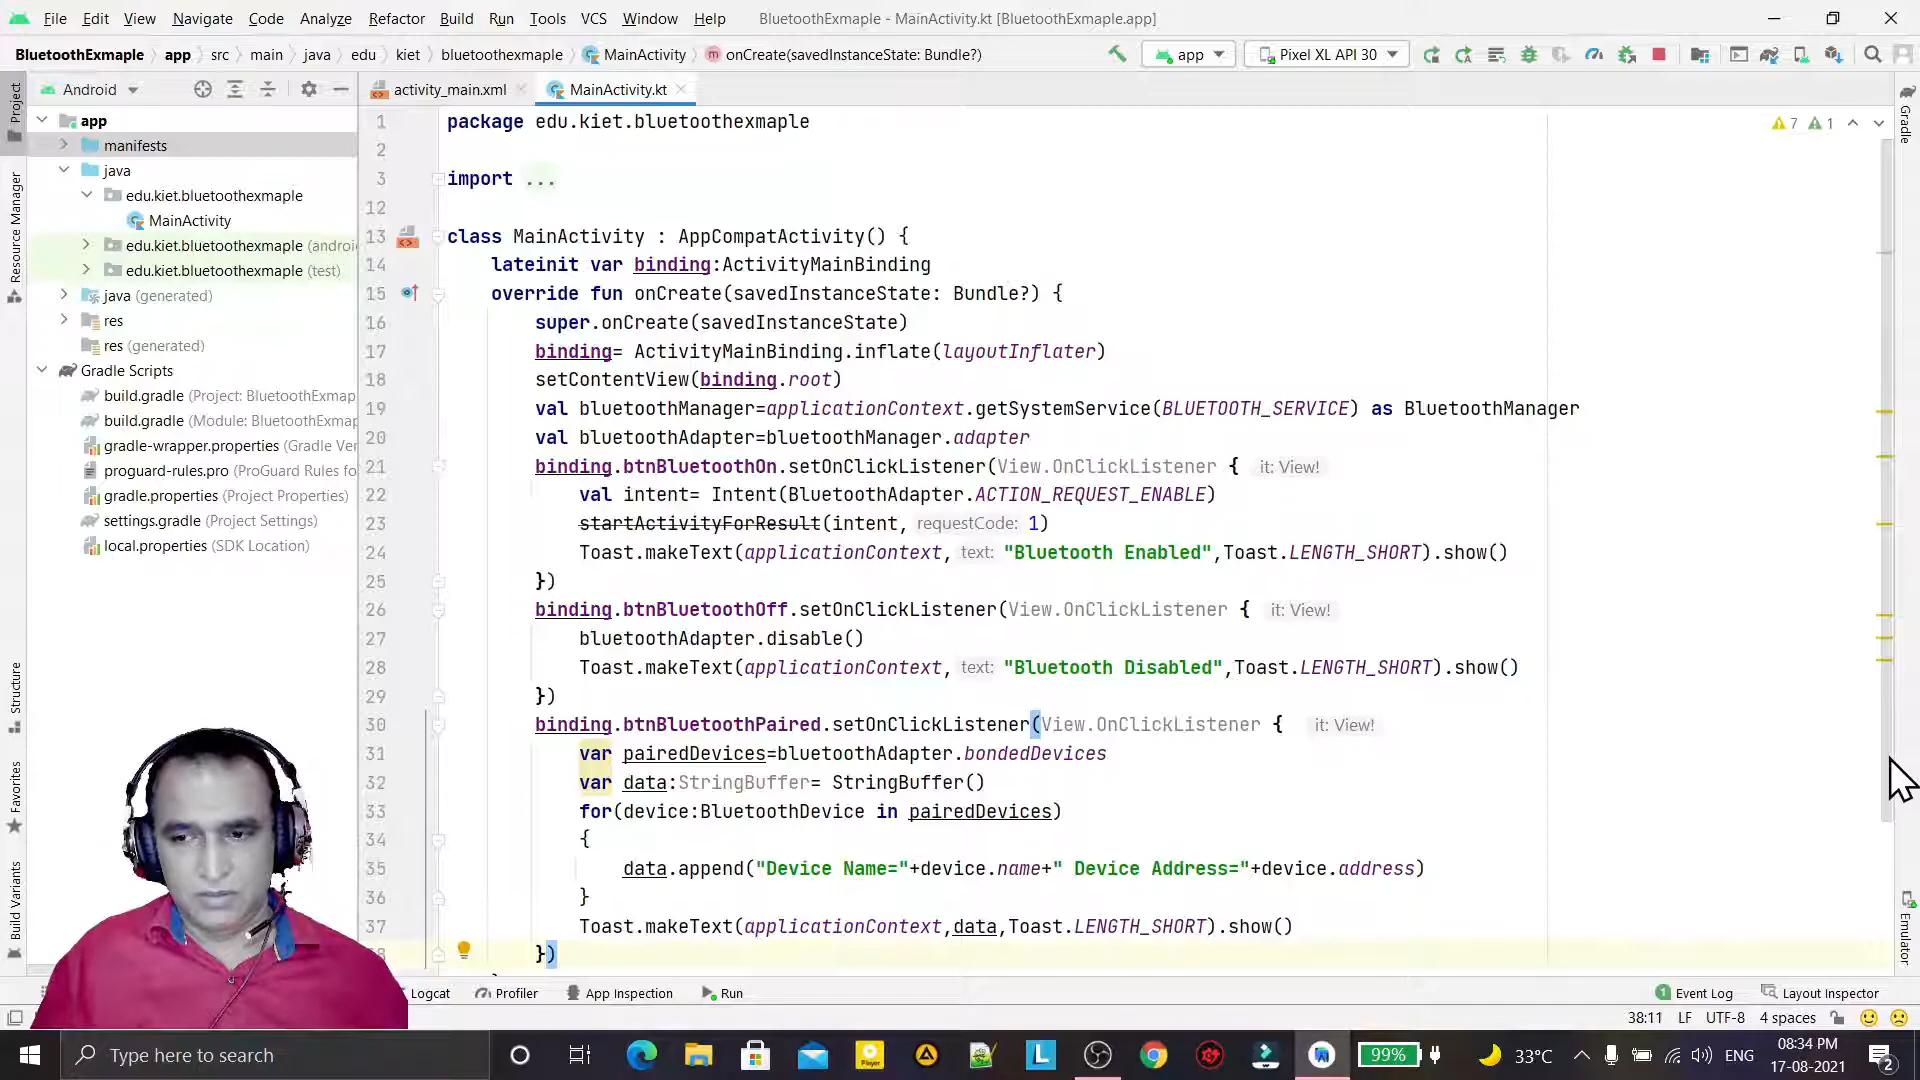 File Edit View Navigate Code Analyze Refactor Build Run Tools VCS Window Help BluetoothExmaple - MainActivity.kt [BluetoothExmaple.app]
BluetoothExmaple app src main java edu kiet bluetoothexmaple MainActivity onCreate(savedInstanceState: Bundle?) app Pixel XL API 30
Android activity_main.xml MainActivity.kt
Project
Resource Manager
Structure
Favorites
Build Variants
app
manifests
java
edu.kiet.bluetoothexmaple
MainActivity
edu.kiet.bluetoothexmaple (androi
edu.kiet.bluetoothexmaple (test)
java (generated)
res
res (generated)
Gradle Scripts
build.gradle (Project: BluetoothExmap
build.gradle (Module: BluetoothExmap
gradle-wrapper.properties (Gradle Ver
proguard-rules.pro (ProGuard Rules fo
gradle.properties (Project Properties)
settings.gradle (Project Settings)
local.properties (SDK Location)
1 package edu.kiet.bluetoothexmaple
2
3 import ...
12
13 class MainActivity : AppCompatActivity() {
14 lateinit var binding:ActivityMainBinding
15 override fun onCreate(savedInstanceState: Bundle?) {
16 super.onCreate(savedInstanceState)
17 binding= ActivityMainBinding.inflate(layoutInflater)
18 setContentView(binding.root)
19 val bluetoothManager=applicationContext.getSystemService(BLUETOOTH_SERVICE) as BluetoothManager
20 val bluetoothAdapter=bluetoothManager.adapter
21 binding.btnBluetoothOn.setOnClickListener(View.OnClickListener { it: View!
22 val intent= Intent(BluetoothAdapter.ACTION_REQUEST_ENABLE)
23 startActivityForResult(intent, requestCode: 1)
24 Toast.makeText(applicationContext, text: "Bluetooth Enabled",Toast.LENGTH_SHORT).show()
25 })
26 binding.btnBluetoothOff.setOnClickListener(View.OnClickListener { it: View!
27 bluetoothAdapter.disable()
28 Toast.makeText(applicationContext, text: "Bluetooth Disabled",Toast.LENGTH_SHORT).show()
29 })
30 binding.btnBluetoothPaired.setOnClickListener(View.OnClickListener { it: View!
31 var pairedDevices=bluetoothAdapter.bondedDevices
32 var data:StringBuffer= StringBuffer()
33 for(device:BluetoothDevice in pairedDevices)
34 {
35 data.append("Device Name="+device.name+" Device Address="+device.address)
36 }
37 Toast.makeText(applicationContext,data,Toast.LENGTH_SHORT).show()
})
7 1
Gradle
Emulator
Logcat Profiler App Inspection Run Event Log Layout Inspector
38:11 LF UTF-8 4 spaces
Type here to search
Player
L
99%
33°C
ENG
08:34 PM
17-08-2021
2